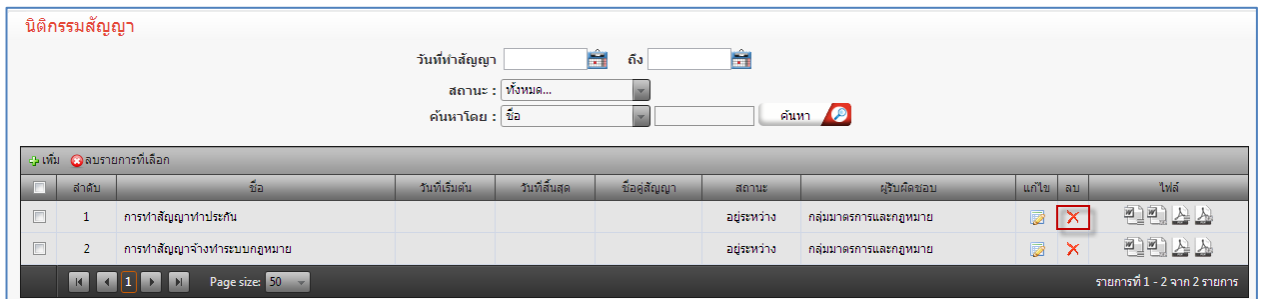 นิติกรรมสัญญา
วันที่ทำสัญญา ถึง
สถานะ : ทั้งหมด...
ค้นหาโดย : ชื่อ ค้นหา
เพิ่ม ลบรายการที่เลือก
ลำดับ ชื่อ วันที่เริ่มต้น วันที่สิ้นสุด ชื่อคู่สัญญา สถานะ ผู้รับผิดชอบ แก้ไข ลบ ไฟล์
1 การทำสัญญาทำประกัน อยู่ระหว่าง กลุ่มมาตรการและกฎหมาย
2 การทำสัญญาจ้างทำระบบกฎหมาย อยู่ระหว่าง กลุ่มมาตรการและกฎหมาย
1 Page size: 50 รายการที่ 1 - 2 จาก 2 รายการ